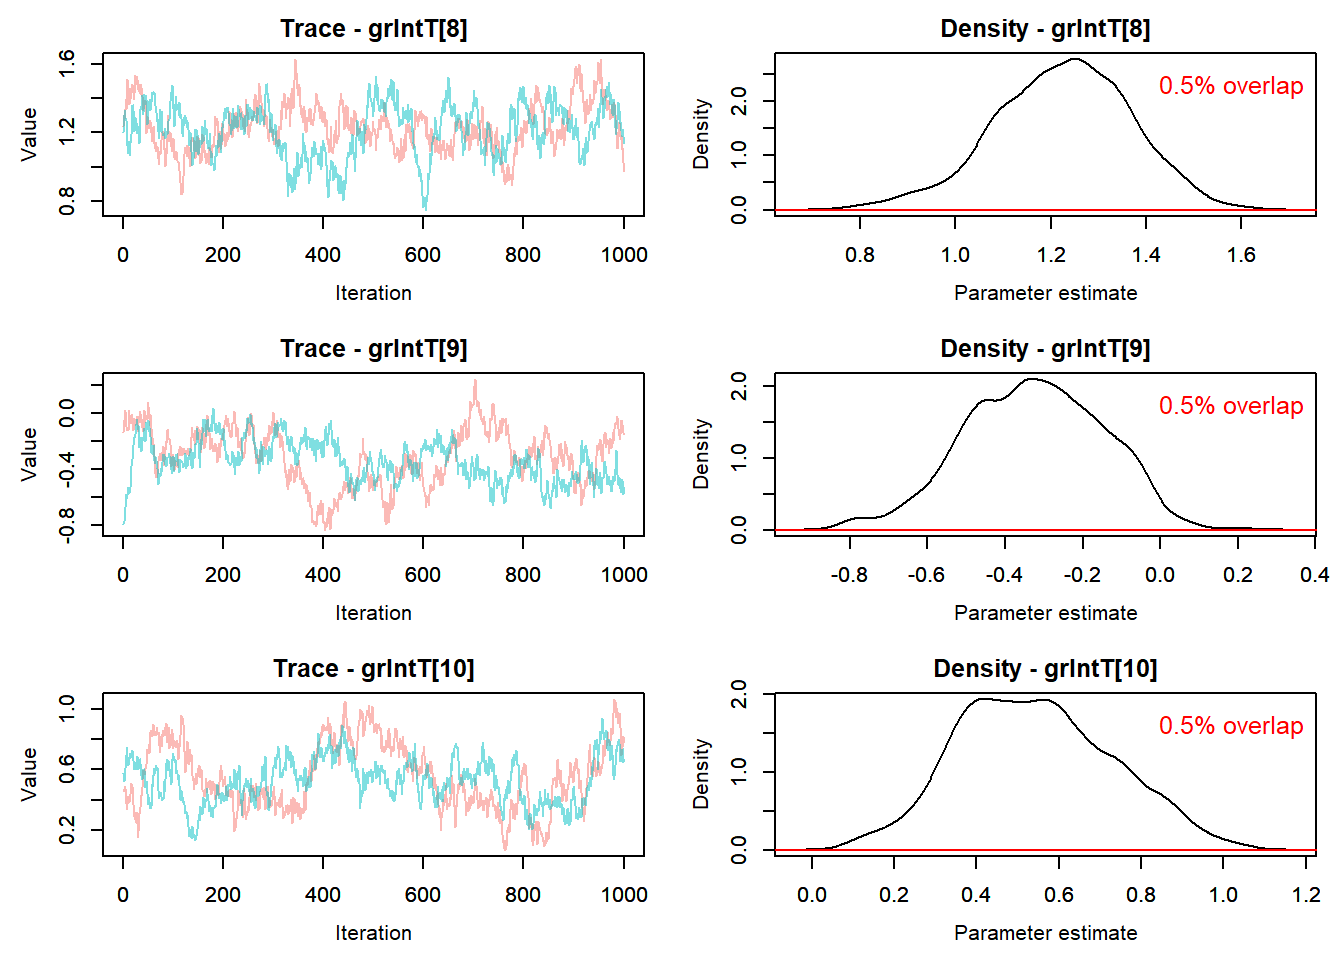 Trace - grIntT[8]
Value
0.8
1.2
1.6
0 200 400 600 800 1000
Iteration
Density - grIntT[8]
Density
0.0
1.0
2.0
0.5% overlap
0.8 1.0 1.2 1.4 1.6
Parameter estimate
Trace - grIntT[9]
Value
-0.8
-0.4
0.0
0 200 400 600 800 1000
Iteration
Density - grIntT[9]
Density
0.0
1.0
2.0
0.5% overlap
-0.8 -0.6 -0.4 -0.2 0.0 0.2 0.4
Parameter estimate
Trace - grIntT[10]
Value
0.2
0.6
1.0
0 200 400 600 800 1000
Iteration
Density - grIntT[10]
Density
0.0
1.0
2.0
0.5% overlap
0.0 0.2 0.4 0.6 0.8 1.0 1.2
Parameter estimate